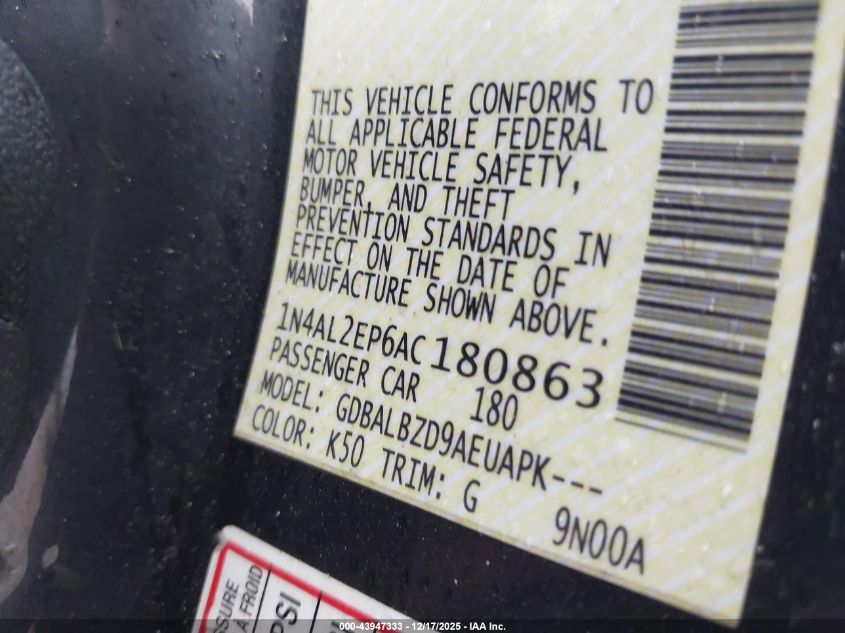 THIS VEHICLE CONFORMS TO
ALL APPLICABLE FEDERAL
MOTOR VEHICLE SAFETY,
BUMPER, AND THEFT
PREVENTION STANDARDS IN
EFFECT ON THE DATE OF
MANUFACTURE SHOWN ABOVE.
1N4AL2EP6AC180863
PASSENGER CAR 180
MODEL: GDBALBZD9AEUAPK---
COLOR: K50 TRIM: G 9N00A
A FROID
PSI
000-43947333 — 12/17/2025 — IAA Inc.